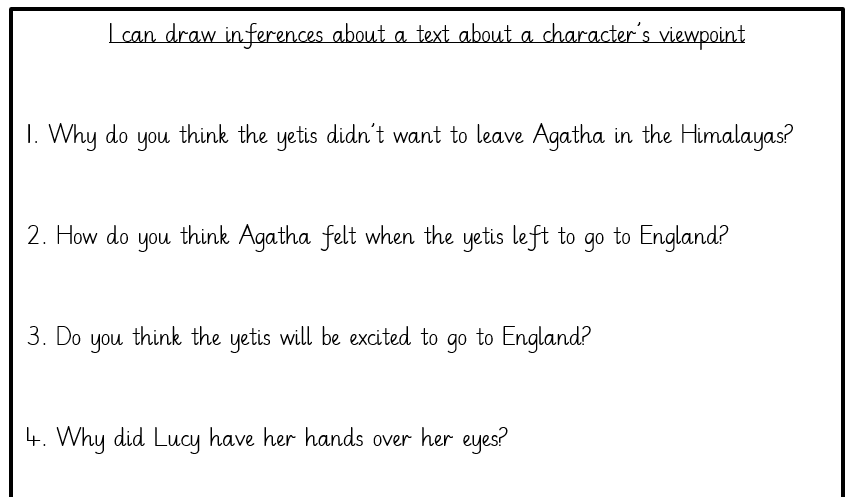 I can draw inferences about a text about a character's viewpoint
1. Why do you think the yetis didn't want to leave Agatha in the Himalayas?
2. How do you think Agatha felt when the yetis left to go to England?
3. Do you think the yetis will be excited to go to England?
4. Why did Lucy have her hands over her eyes?